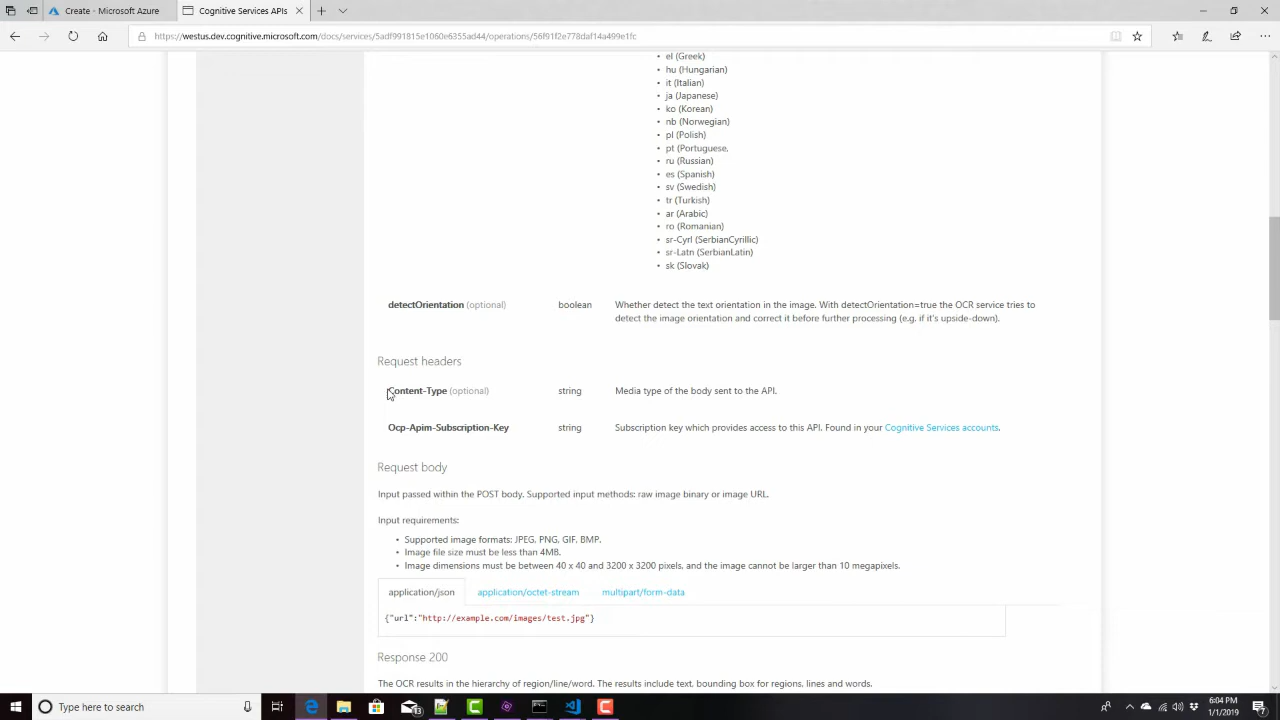 Create - Microsoft Azure
Cognitive Services APIs
https://westus.dev.cognitive.microsoft.com/docs/services/5adf991815e1060e6355ad44/operations/56f91f2e778daf14a499e1fc
el (Greek)
hu (Hungarian)
it (Italian)
ja (Japanese)
ko (Korean)
nb (Norwegian)
pl (Polish)
pt (Portuguese,
ru (Russian)
es (Spanish)
sv (Swedish)
tr (Turkish)
ar (Arabic)
ro (Romanian)
sr-Cyrl (SerbianCyrillic)
sr-Latn (SerbianLatin)
sk (Slovak)
detectOrientation (optional) boolean Whether detect the text orientation in the image. With detectOrientation=true the OCR service tries to
detect the image orientation and correct it before further processing (e.g. if it's upside-down).
Request headers
Content-Type (optional) string Media type of the body sent to the API.
Ocp-Apim-Subscription-Key string Subscription key which provides access to this API. Found in your Cognitive Services accounts.
Request body
Input passed within the POST body. Supported input methods: raw image binary or image URL.
Input requirements:
Supported image formats: JPEG, PNG, GIF, BMP.
Image file size must be less than 4MB.
Image dimensions must be between 40 x 40 and 3200 x 3200 pixels, and the image cannot be larger than 10 megapixels.
application/json application/octet-stream multipart/form-data
{"url":"http://example.com/images/test.jpg"}
Response 200
The OCR results in the hierarchy of region/line/word. The results include text, bounding box for regions, lines and words.
Type here to search
6:04 PM
1/1/2019